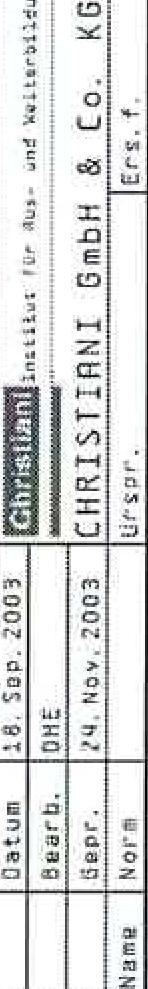 Datum 18. Sep. 2003 Christiani Institut für Aus- und Weiterbildu
Bearb. DHE
Gepr. 24. Nov. 2003 CHRISTIANI GmbH & Co. KG
Name Norm Urspr. Ers.f.